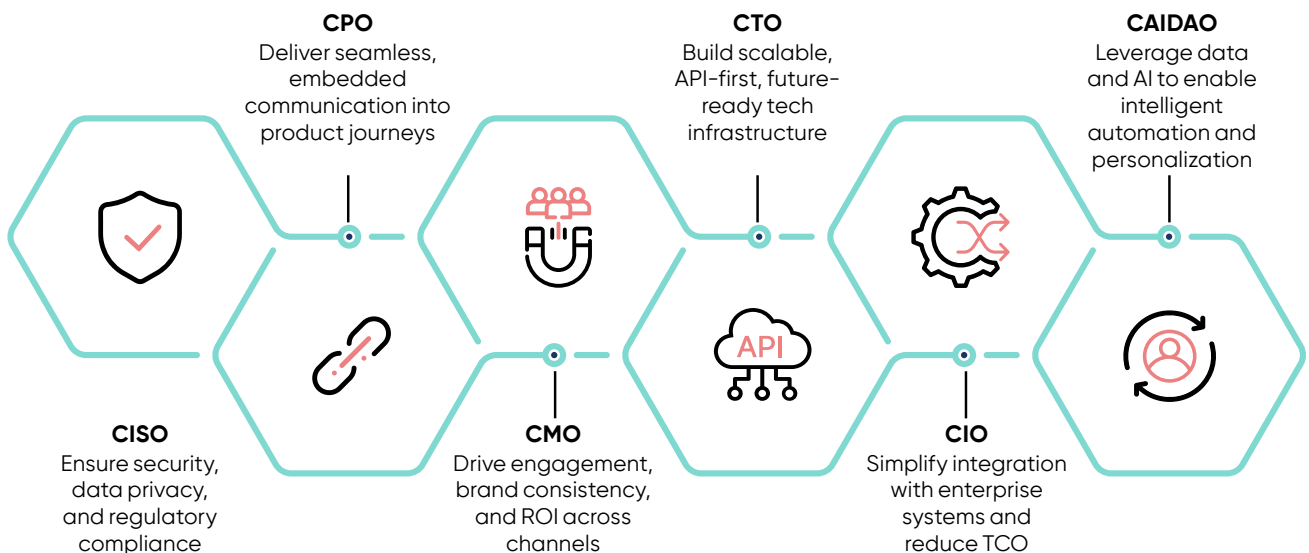 CPO
Deliver seamless,
embedded
communication into
product journeys
CTO
Build scalable,
API-first, future-
ready tech
infrastructure
CAIDAO
Leverage data
and AI to enable
intelligent
automation and
personalization
API
CISO
Ensure security,
data privacy,
and regulatory
compliance
CMO
Drive engagement,
brand consistency,
and ROI across
channels
CIO
Simplify integration
with enterprise
systems and
reduce TCO